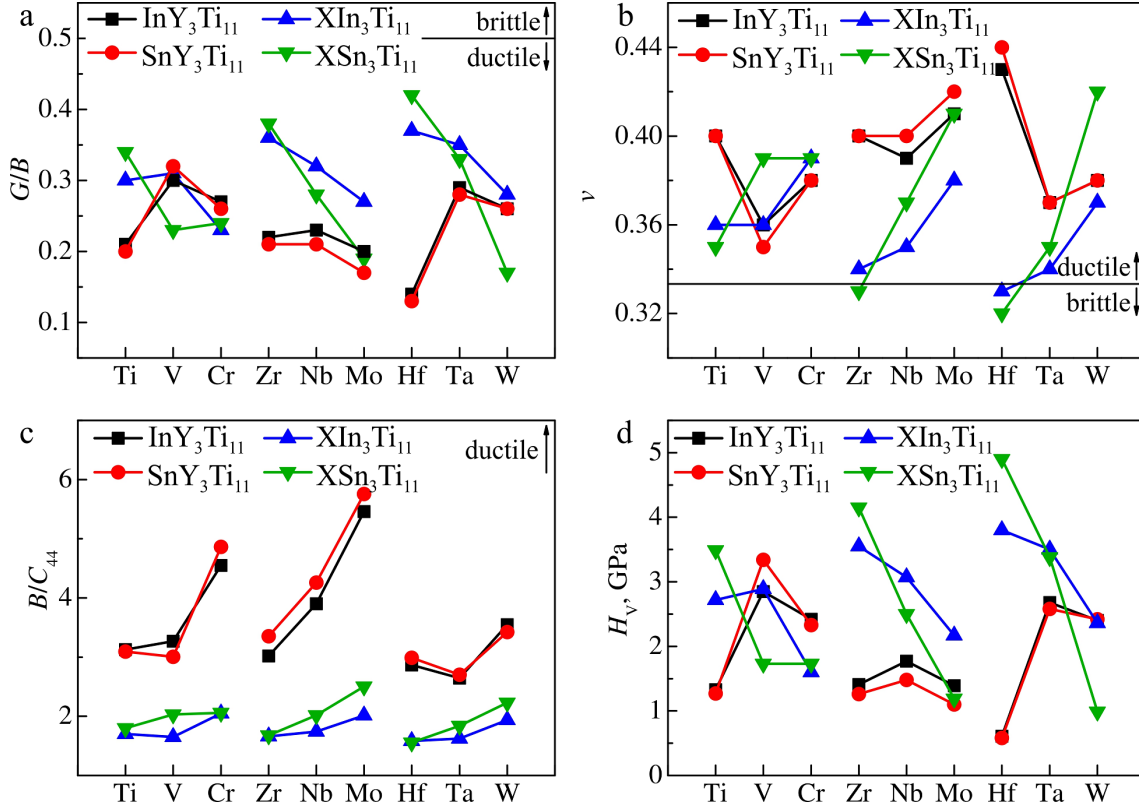 a
InY₃Ti₁₁ XIn₃Ti₁₁ brittle
SnY₃Ti₁₁ XSn₃Ti₁₁ ductile
0.5
0.4
0.3
0.2
0.1
G/B
Ti V Cr Zr Nb Mo Hf Ta W
b
InY₃Ti₁₁ XIn₃Ti₁₁
SnY₃Ti₁₁ XSn₃Ti₁₁
0.44
0.40
0.36
0.32
ν
ductile
brittle
Ti V Cr Zr Nb Mo Hf Ta W
c
InY₃Ti₁₁ XIn₃Ti₁₁ ductile
SnY₃Ti₁₁ XSn₃Ti₁₁
6
4
2
B/C₄₄
Ti V Cr Zr Nb Mo Hf Ta W
d
InY₃Ti₁₁ XIn₃Ti₁₁
SnY₃Ti₁₁ XSn₃Ti₁₁
5
4
3
2
1
0
Hᵥ, GPa
Ti V Cr Zr Nb Mo Hf Ta W